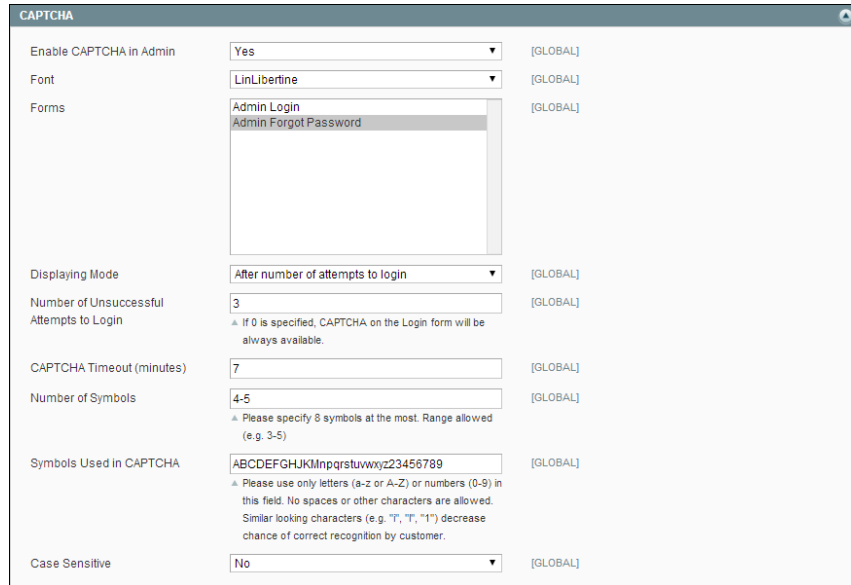 CAPTCHA
Enable CAPTCHA in Admin Yes [GLOBAL]
Font LinLibertine [GLOBAL]
Forms Admin Login [GLOBAL]
Admin Forgot Password
Displaying Mode After number of attempts to login [GLOBAL]
Number of Unsuccessful 3 [GLOBAL]
Attempts to Login If 0 is specified, CAPTCHA on the Login form will be
always available.
CAPTCHA Timeout (minutes) 7 [GLOBAL]
Number of Symbols 4-5 [GLOBAL]
Please specify 8 symbols at the most. Range allowed
(e.g. 3-5)
Symbols Used in CAPTCHA ABCDEFGHJKMnpqrstuvwxyz23456789 [GLOBAL]
Please use only letters (a-z or A-Z) or numbers (0-9) in
this field. No spaces or other characters are allowed.
Similar looking characters (e.g. "i", "l", "1") decrease
chance of correct recognition by customer.
Case Sensitive No [GLOBAL]